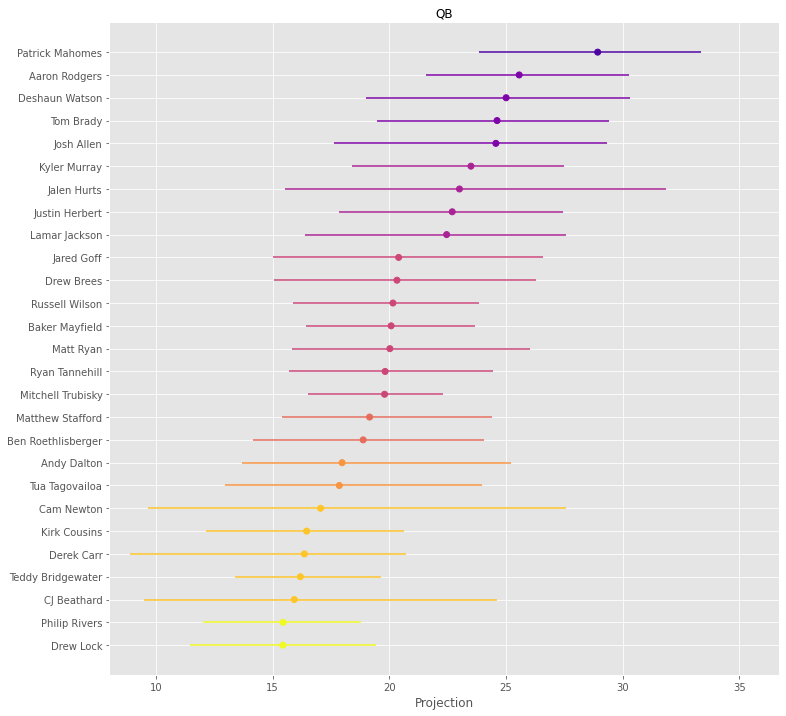 QB
Patrick Mahomes
Aaron Rodgers
Deshaun Watson
Tom Brady
Josh Allen
Kyler Murray
Jalen Hurts
Justin Herbert
Lamar Jackson
Jared Goff
Drew Brees
Russell Wilson
Baker Mayfield
Matt Ryan
Ryan Tannehill
Mitchell Trubisky
Matthew Stafford
Ben Roethlisberger
Andy Dalton
Tua Tagovailoa
Cam Newton
Kirk Cousins
Derek Carr
Teddy Bridgewater
CJ Beathard
Philip Rivers
Drew Lock
10 15 20 25 30 35
Projection